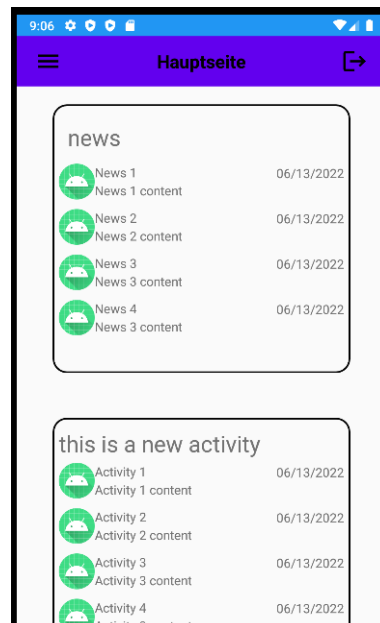 9:06
Hauptseite
news
News 1 06/13/2022
News 1 content
News 2 06/13/2022
News 2 content
News 3 06/13/2022
News 3 content
News 4 06/13/2022
News 3 content
this is a new activity
Activity 1 06/13/2022
Activity 1 content
Activity 2 06/13/2022
Activity 2 content
Activity 3 06/13/2022
Activity 3 content
Activity 4 06/13/2022